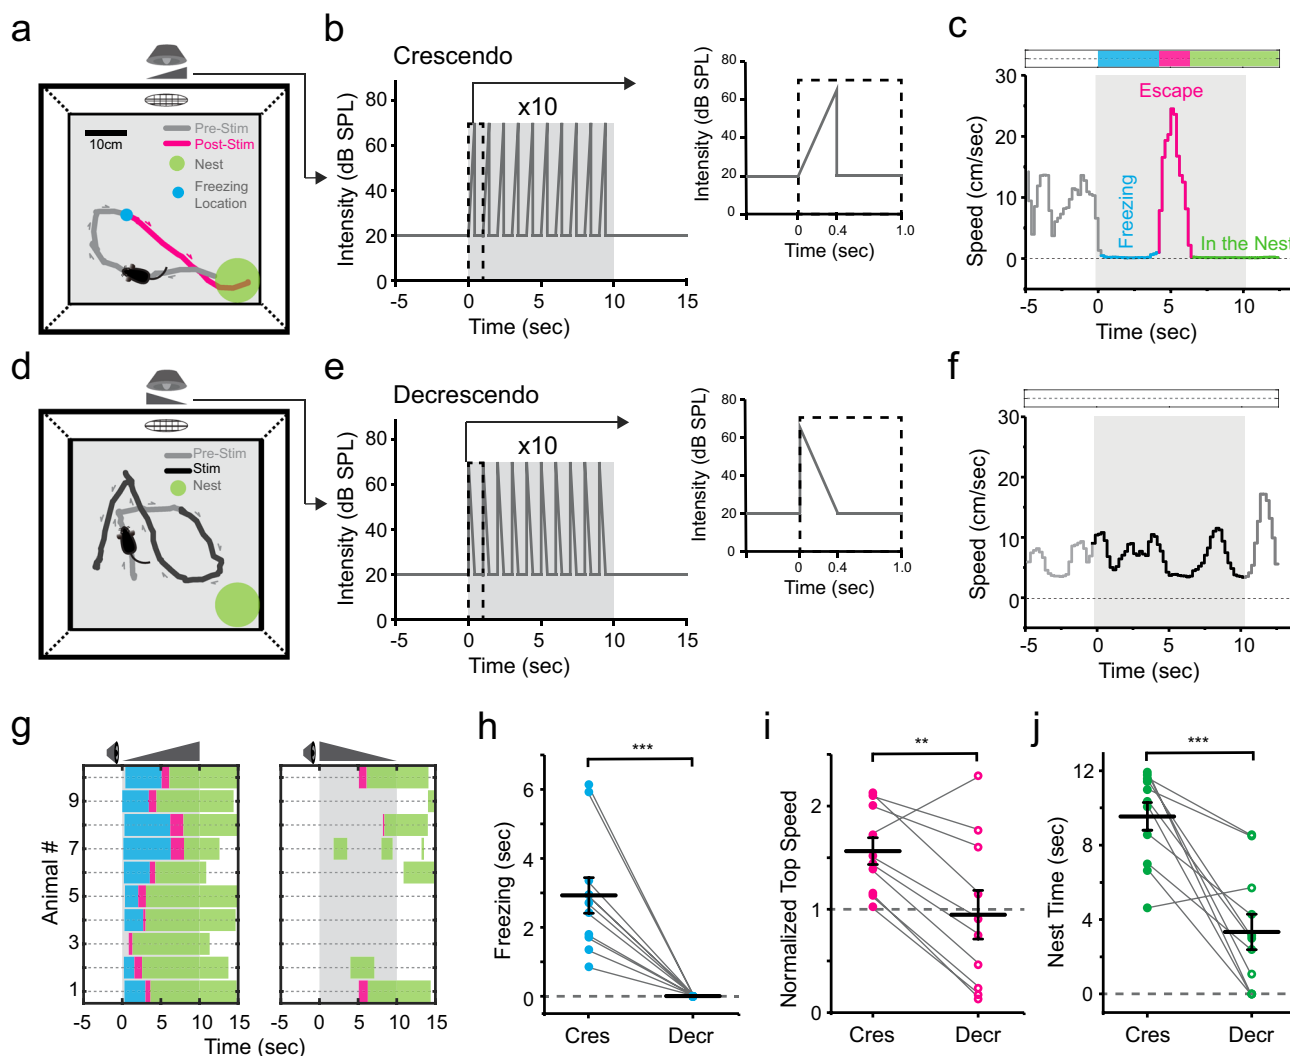 a
10cm
Pre-Stim
Post-Stim
Nest
Freezing
Location
b
Crescendo
x10
Intensity (dB SPL)
80
60
40
20
0
-5
0
5
10
15
Time (sec)
Intensity (dB SPL)
80
60
40
20
0
0
0.4
1.0
Time (sec)
c
Escape
Freezing
In the Nest
Speed (cm/sec)
30
20
10
0
-5
0
5
10
Time (sec)
d
Pre-Stim
Stim
Nest
e
Decrescendo
x10
Intensity (dB SPL)
80
60
40
20
0
-5
0
5
10
15
Time (sec)
Intensity (dB SPL)
80
60
40
20
0
0
0.4
1.0
Time (sec)
f
Speed (cm/sec)
30
20
10
0
-5
0
5
10
Time (sec)
g
Animal #
9
7
5
3
1
-5
0
5
10
15
-5
0
5
10
15
Time (sec)
h
***
Freezing (sec)
6
4
2
0
Cres
Decr
i
**
Normalized Top Speed
2
1
0
Cres
Decr
j
***
Nest Time (sec)
12
8
4
0
Cres
Decr